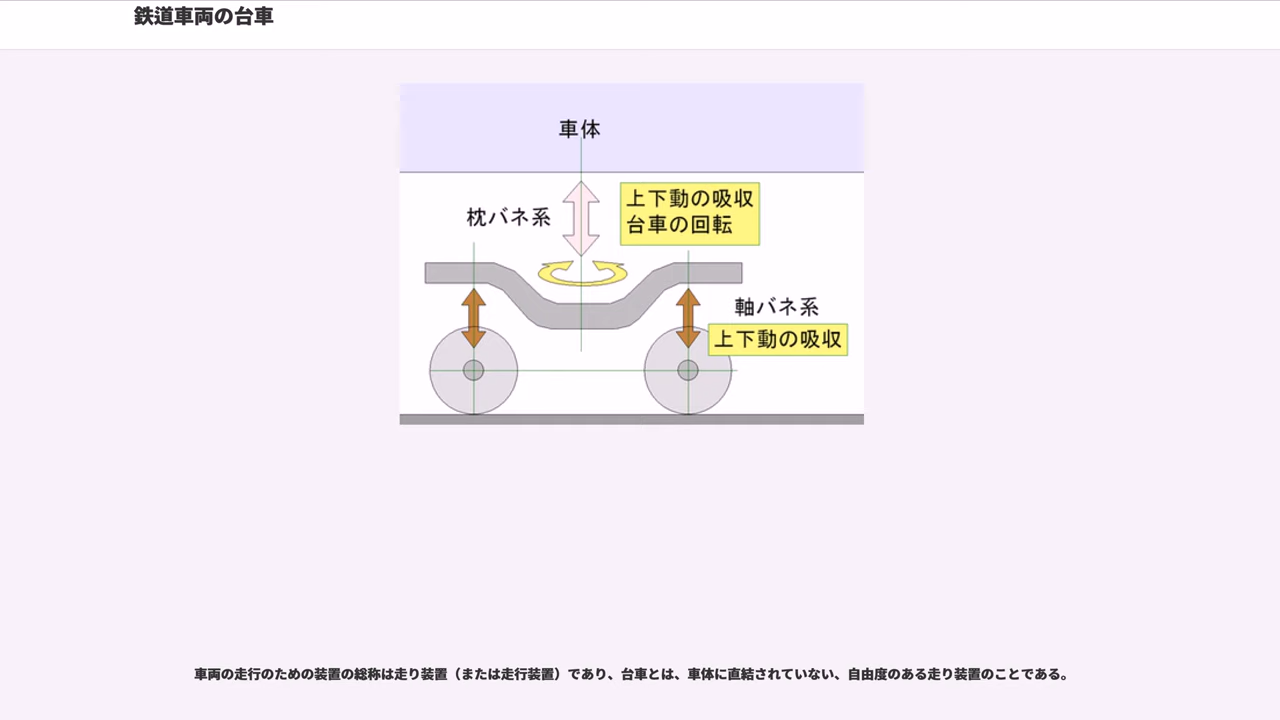 鉄道車両の台車
車体
枕バネ系
上下動の吸収
台車の回転
軸バネ系
上下動の吸収
車両の走行のための装置の総称は走り装置（または走行装置）であり、台車とは、車体に直結されていない、自由度のある走り装置のことである。